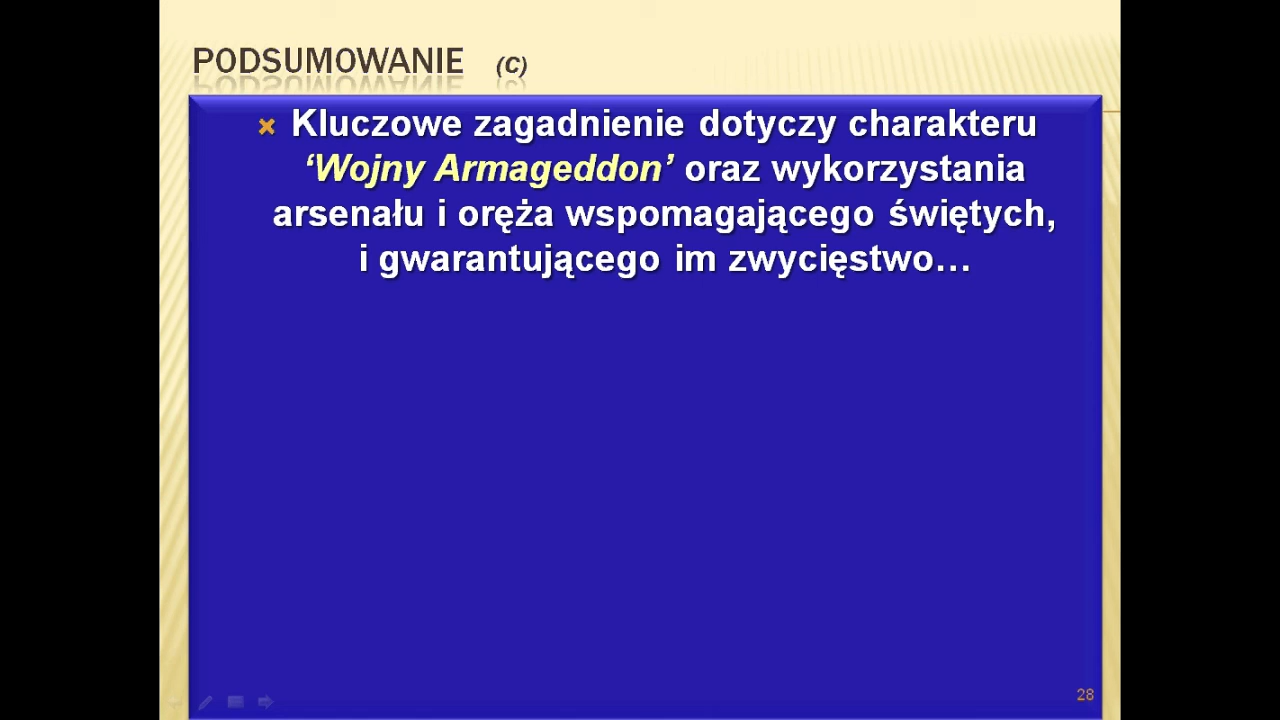 PODSUMOWANIE (C)
Kluczowe zagadnienie dotyczy charakteru
‘Wojny Armageddon’ oraz wykorzystania
arsenału i oręża wspomagającego świętych,
i gwarantującego im zwycięstwo…
28